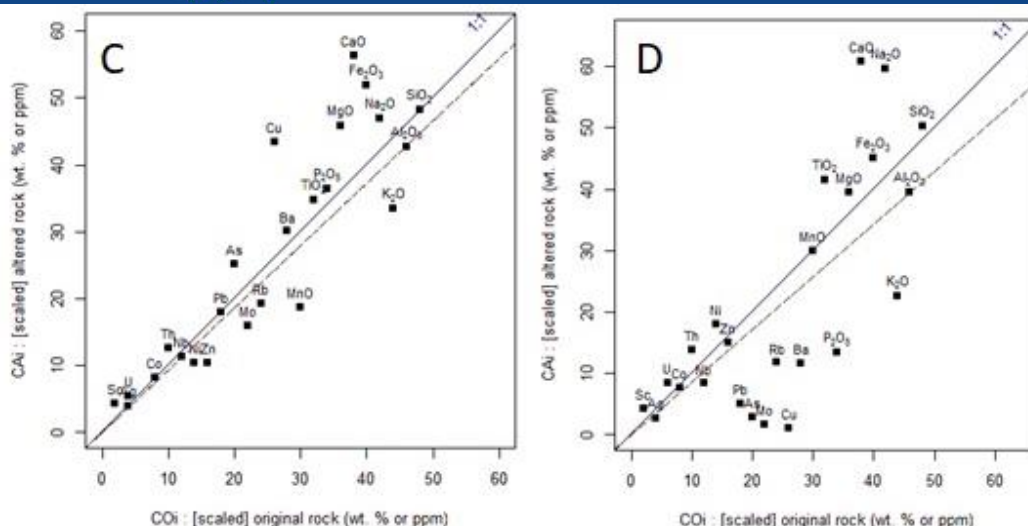 C
1:1
CaO
Fe₂O₃
SiO₂
MgO
Na₂O
Cu
Al₂O₃
P₂O₅
TiO₂
K₂O
Ba
As
Pb
Rb
MnO
Mo
Th
Nb
Ni
Zn
Co
U
Sc
Ag
60
50
40
30
20
10
0
0 10 20 30 40 50 60
CAi : [scaled] altered rock (wt. % or ppm)
COi : [scaled] original rock (wt. % or ppm)
D
1:1
CaO
Na₂O
SiO₂
Fe₂O₃
TiO₂
MgO
Al₂O₃
MnO
K₂O
Ni
Zn
Th
P₂O₅
Rb
Ba
U
Co
Nb
Pb
Sc
Ag
As
Mo
Cu
60
50
40
30
20
10
0
0 10 20 30 40 50 60
CAi : [scaled] altered rock (wt. % or ppm)
COi : [scaled] original rock (wt. % or ppm)